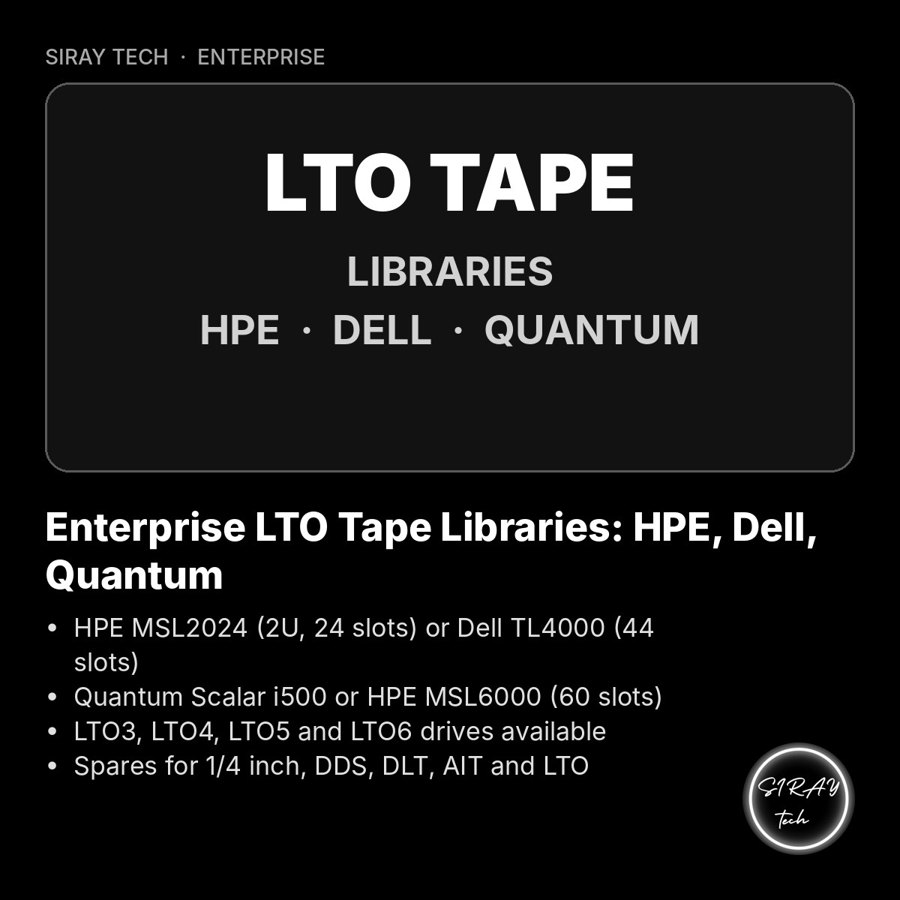 SIRAY TECH · ENTERPRISE
LTO TAPE
LIBRARIES
HPE · DELL · QUANTUM
Enterprise LTO Tape Libraries: HPE, Dell,
Quantum
• HPE MSL2024 (2U, 24 slots) or Dell TL4000 (44
slots)
• Quantum Scalar i500 or HPE MSL6000 (60 slots)
• LTO3, LTO4, LTO5 and LTO6 drives available
• Spares for 1/4 inch, DDS, DLT, AIT and LTO
SIRAY
tech